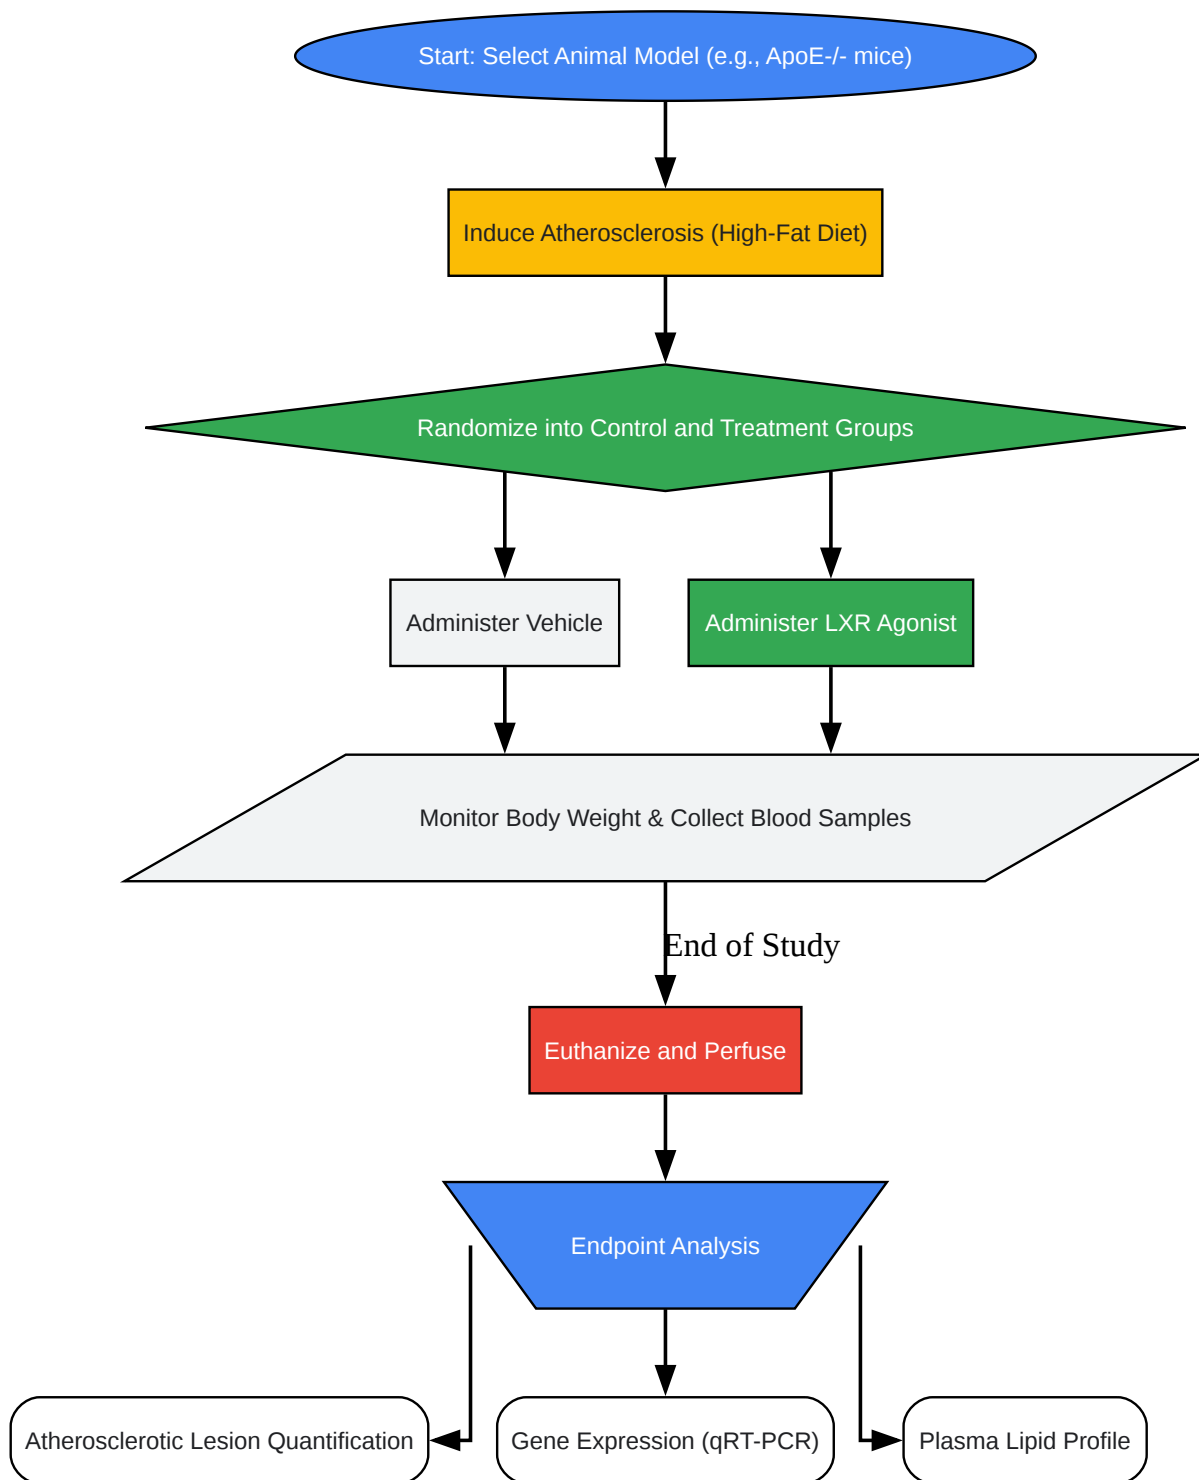 Start: Select Animal Model (e.g., ApoE-/- mice)
Induce Atherosclerosis (High-Fat Diet)
Randomize into Control and Treatment Groups
Administer Vehicle
Administer LXR Agonist
Monitor Body Weight & Collect Blood Samples
End of Study
Euthanize and Perfuse
Endpoint Analysis
Atherosclerotic Lesion Quantification
Gene Expression (qRT-PCR)
Plasma Lipid Profile